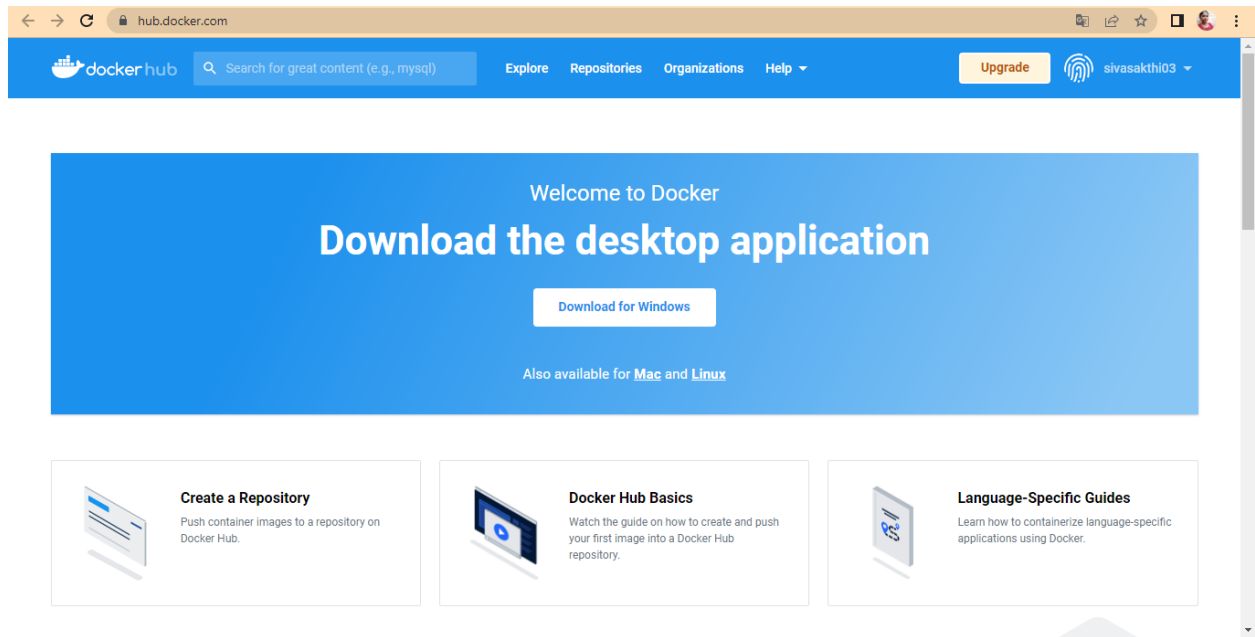 hub.docker.com
docker hub Search for great content (e.g., mysql) Explore Repositories Organizations Help Upgrade sivasakthi03
Welcome to Docker
Download the desktop application
Download for Windows
Also available for Mac and Linux
Create a Repository
Push container images to a repository on
Docker Hub.
Docker Hub Basics
Watch the guide on how to create and push
your first image into a Docker Hub
repository.
Language-Specific Guides
Learn how to containerize language-specific
applications using Docker.